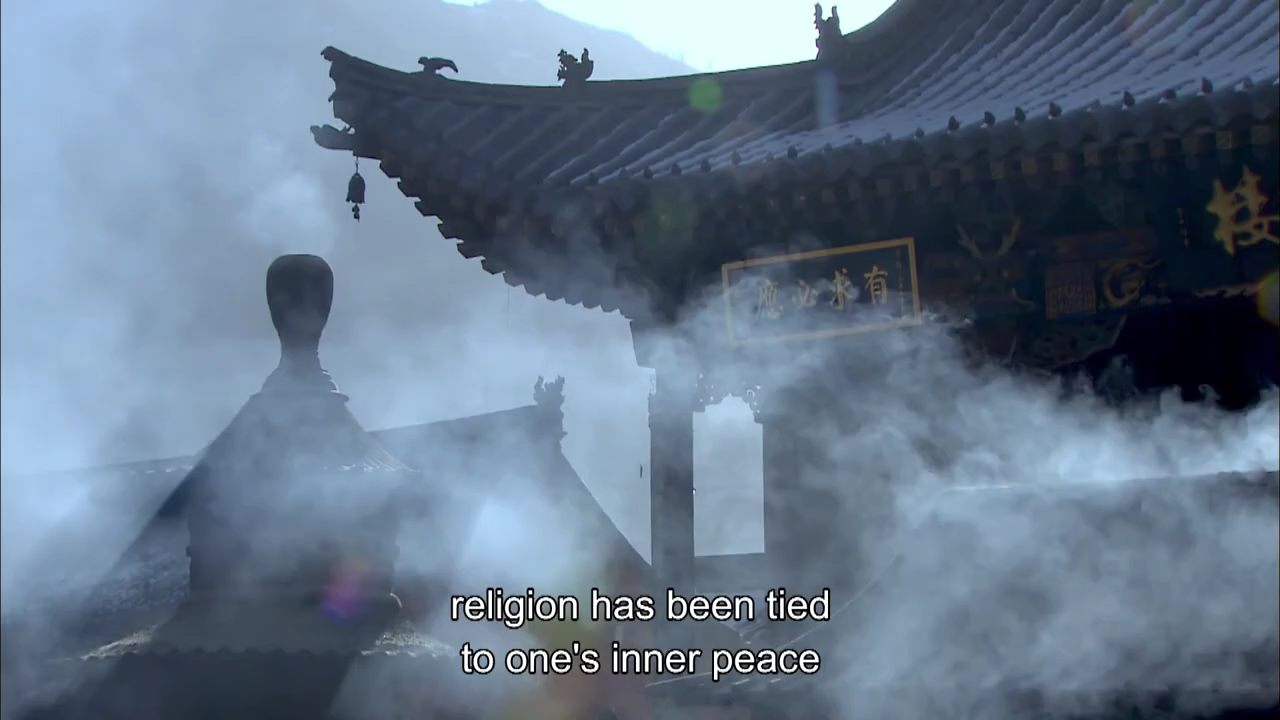 有求必應
religion has been tied
to one's inner peace